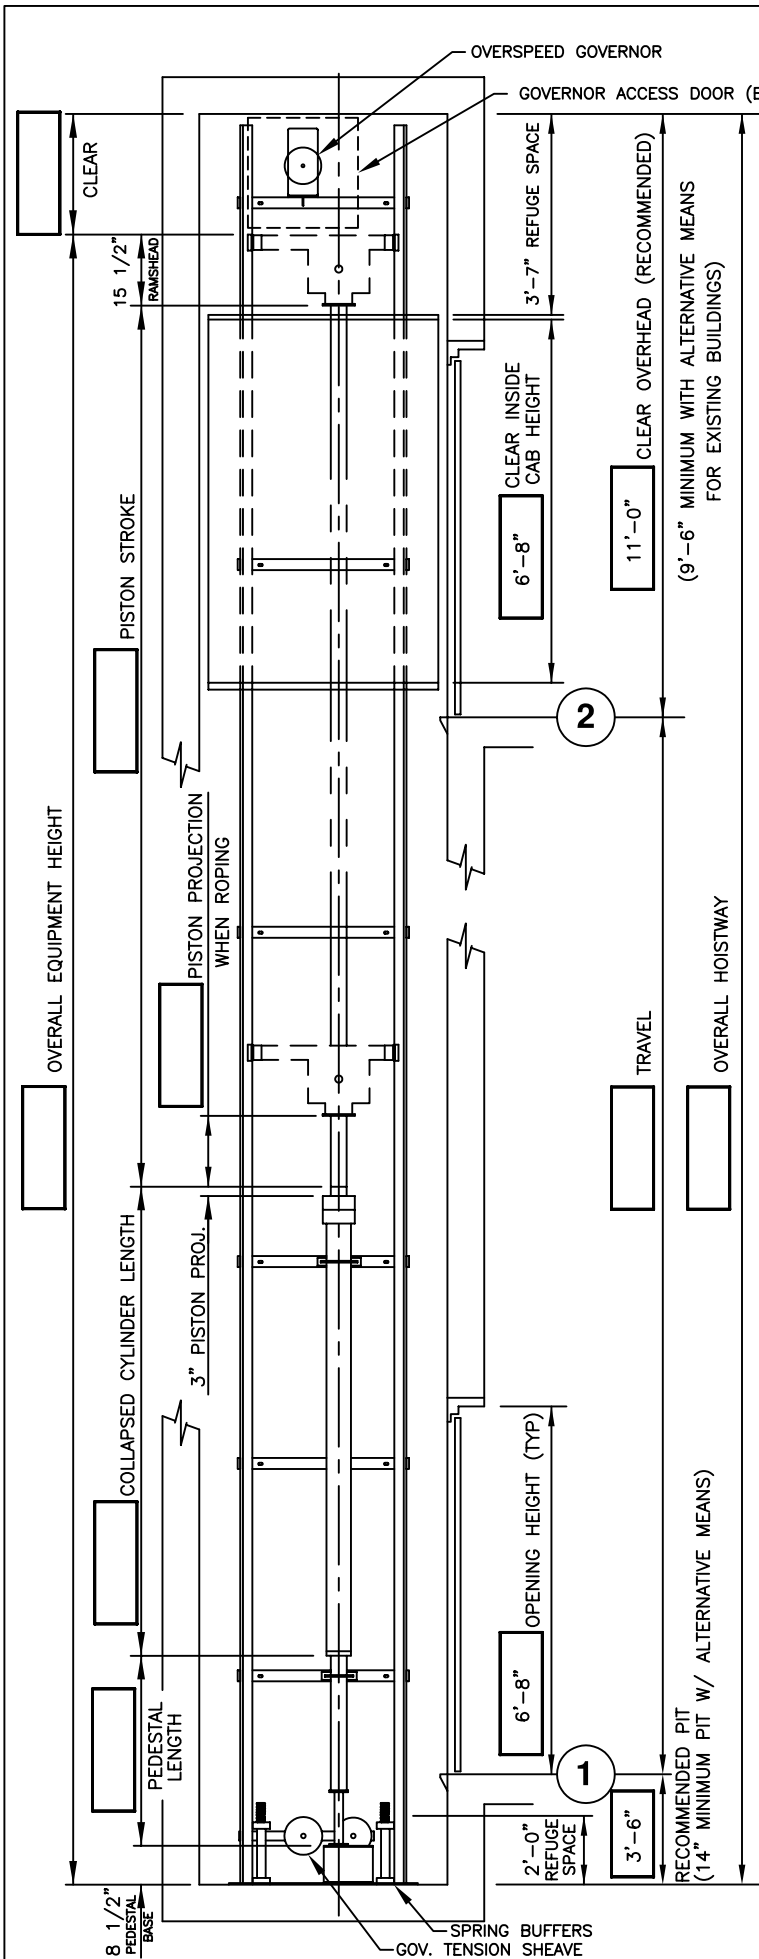 OVERSPEED GOVERNOR
GOVERNOR ACCESS DOOR (E
CLEAR
15 1/2"
RAMSHEAD
3'-7" REFUGE SPACE
CLEAR OVERHEAD (RECOMMENDED)
11'-0"
(9'-6" MINIMUM WITH ALTERNATIVE MEANS
FOR EXISTING BUILDINGS)
CLEAR INSIDE
CAB HEIGHT
6'-8"
PISTON STROKE
2
OVERALL EQUIPMENT HEIGHT
PISTON PROJECTION
WHEN ROPING
TRAVEL
OVERALL HOISTWAY
COLLAPSED CYLINDER LENGTH
3" PISTON PROJ.
OPENING HEIGHT (TYP)
6'-8"
PEDESTAL
LENGTH
1
3'-6"
RECOMMENDED PIT
(14" MINIMUM PIT W/ ALTERNATIVE MEANS)
2'-0"
REFUGE
SPACE
8 1/2"
PEDESTAL
BASE
SPRING BUFFERS
GOV. TENSION SHEAVE